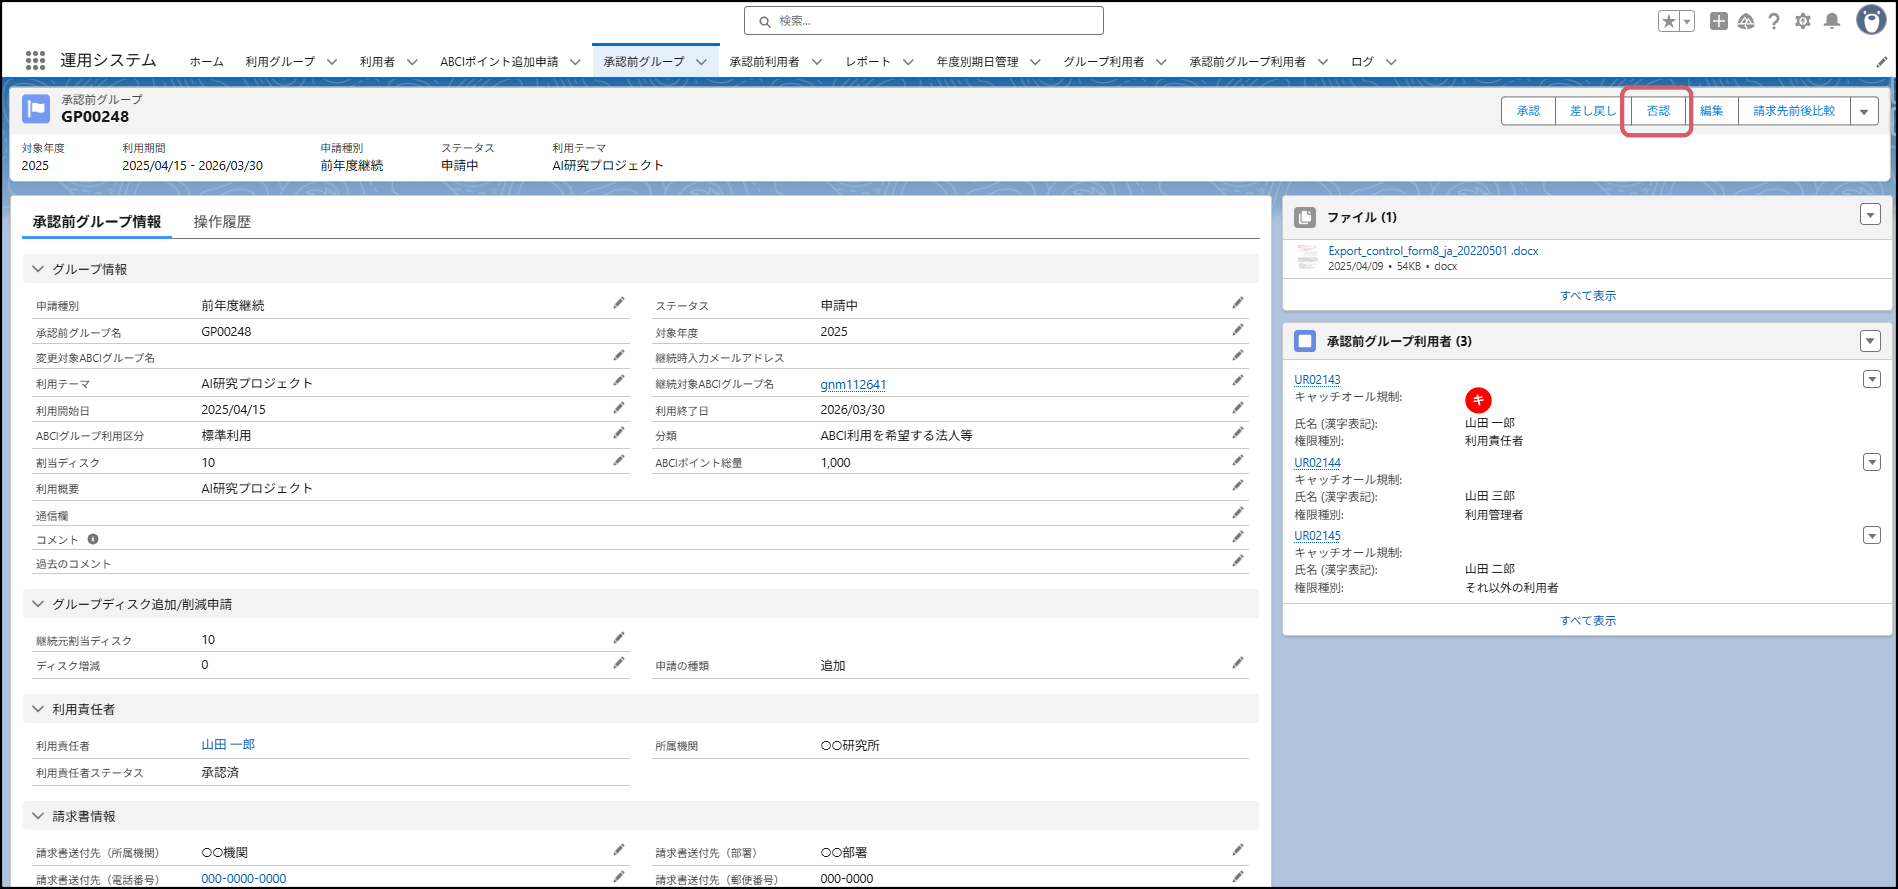 検索...
運用システム
ホーム 利用グループ 利用者 ABCIポイント追加申請 承認前グループ 承認前利用者 レポート 年度別期日管理 グループ利用者 承認前グループ利用者 ログ
承認前グループ
GP00248
承認 差し戻し 否認 編集 請求先前後比較
対象年度 利用期間 申請種別 ステータス 利用テーマ
2025 2025/04/15 - 2026/03/30 前年度継続 申請中 AI研究プロジェクト
承認前グループ情報 操作履歴
グループ情報
申請種別 前年度継続 ステータス 申請中
承認前グループ名 GP00248 対象年度 2025
変更対象ABCIグループ名 継続時入力メールアドレス
利用テーマ AI研究プロジェクト 継続対象ABCIグループ名 gnm112641
利用開始日 2025/04/15 利用終了日 2026/03/30
ABCIグループ利用区分 標準利用 分類 ABCI利用を希望する法人等
割当ディスク 10 ABCIポイント総量 1,000
利用概要 AI研究プロジェクト
通信欄
コメント
過去のコメント
グループディスク追加/削減申請
継続元割当ディスク 10
ディスク増減 0 申請の種類 追加
利用責任者
利用責任者 山田 一郎 所属機関 〇〇研究所
利用責任者ステータス 承認済
請求書情報
請求書送付先（所属機関） 〇〇機関 請求書送付先（部署） 〇〇部署
請求書送付先（電話番号） 000-0000-0000 請求書送付先（郵便番号） 000-0000
ファイル (1)
Export_control_form8_ja_20220501 .docx
2025/04/09 • 54KB • docx
すべて表示
承認前グループ利用者 (3)
UR02143
キャッチオール規制: キ
氏名 (漢字表記): 山田 一郎
権限種別: 利用責任者
UR02144
キャッチオール規制:
氏名 (漢字表記): 山田 三郎
権限種別: 利用管理者
UR02145
キャッチオール規制:
氏名 (漢字表記): 山田 二郎
権限種別: それ以外の利用者
すべて表示